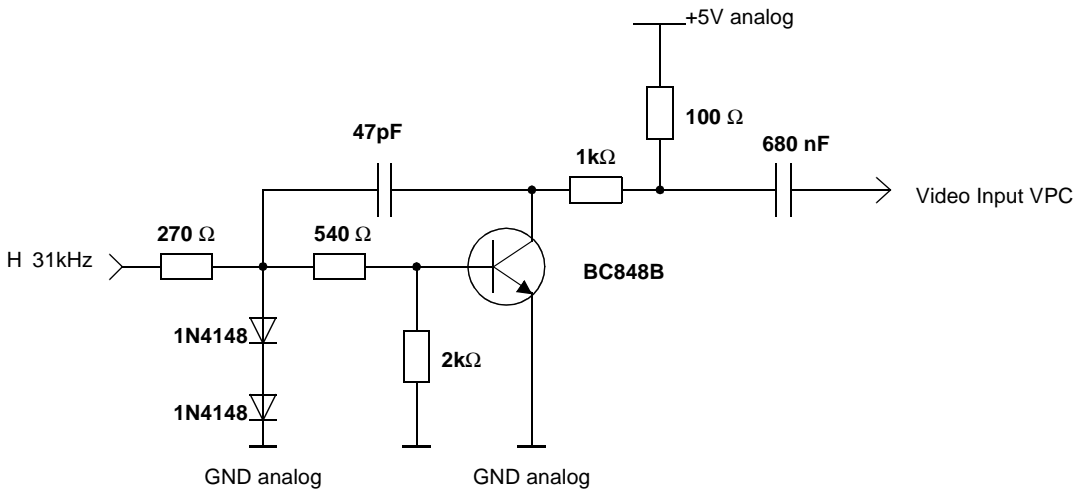 +5V analog
100 Ω
47pF
680 nF
1kΩ
Video Input VPC
270 Ω
540 Ω
H 31kHz
BC848B
1N4148
2kΩ
1N4148
GND analog
GND analog